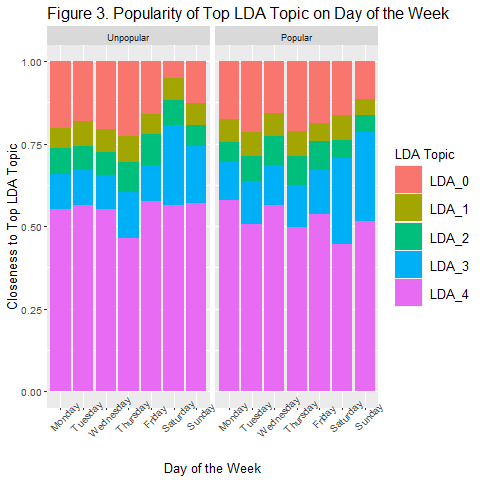 Figure 3. Popularity of Top LDA Topic on Day of the Week
Unpopular
Popular
Closeness to Top LDA Topic
1.00
0.75
0.50
0.25
0.00
Monday
Tuesday
Wednesday
Thursday
Friday
Saturday
Sunday
Monday
Tuesday
Wednesday
Thursday
Friday
Saturday
Sunday
Day of the Week
LDA Topic
LDA_0
LDA_1
LDA_2
LDA_3
LDA_4